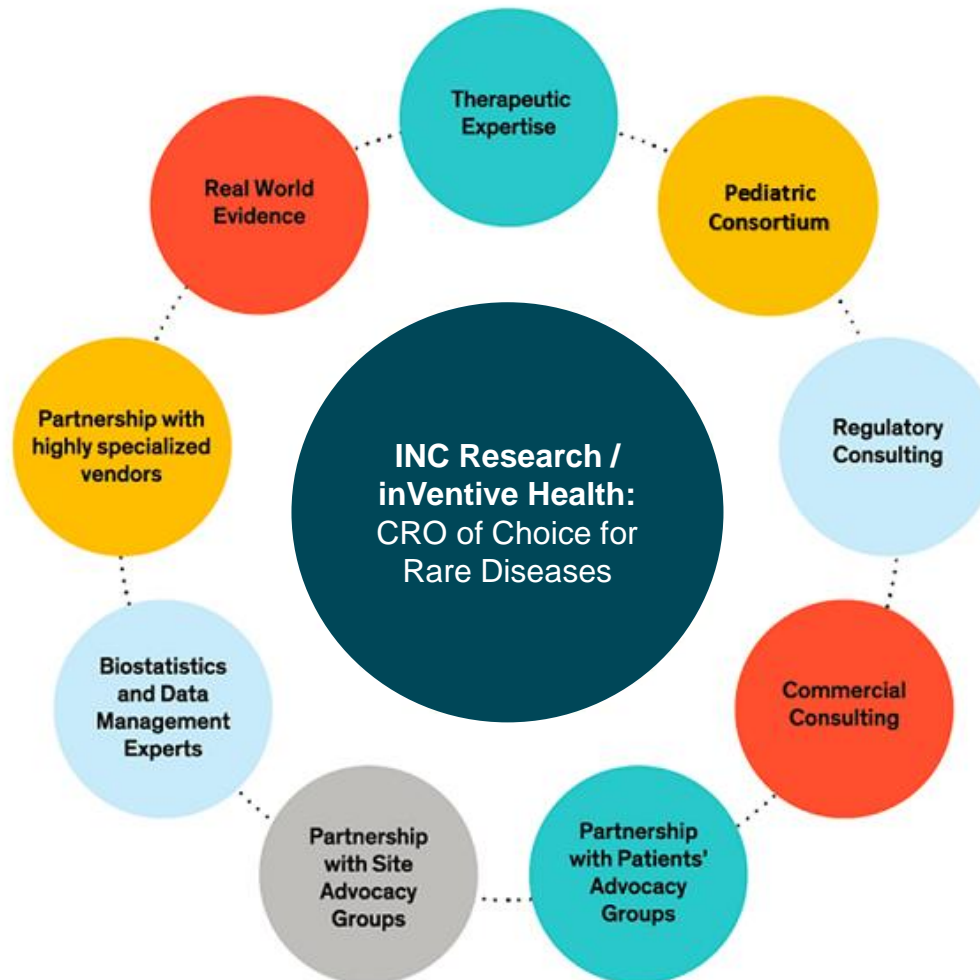 Therapeutic
Expertise
Pediatric
Consortium
Regulatory
Consulting
Commercial
Consulting
Partnership
with Patients'
Advocacy
Groups
Partnership
with Site
Advocacy
Groups
Biostatistics
and Data
Management
Experts
Partnership with
highly specialized
vendors
Real World
Evidence
INC Research /
inVentive Health:
CRO of Choice for
Rare Diseases